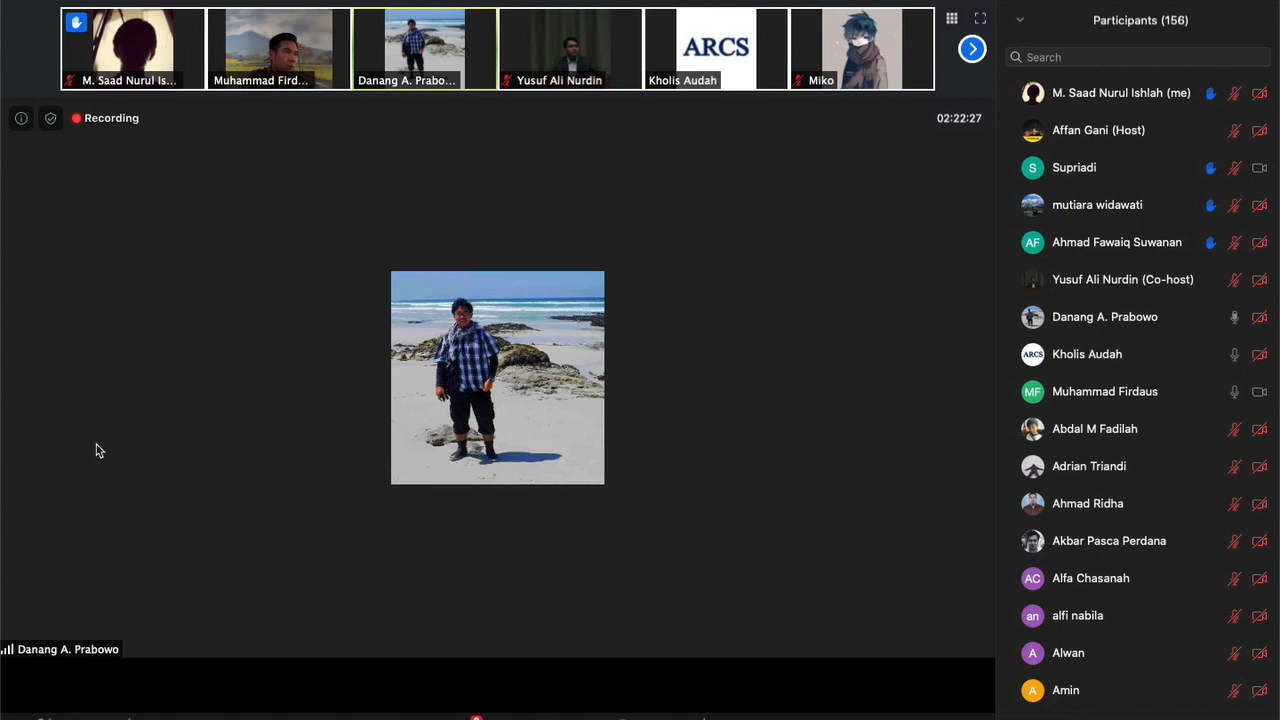 M. Saad Nurul Is...
Muhammad Fird...
Danang A. Prabo...
Yusuf Ali Nurdin
ARCS
Kholis Audah
Miko
Recording
02:22:27
Danang A. Prabowo
Participants (156)
Search
M. Saad Nurul Ishlah (me)
Affan Gani (Host)
S Supriadi
mutiara widawati
AF Ahmad Fawaiq Suwanan
Yusuf Ali Nurdin (Co-host)
Danang A. Prabowo
ARCS Kholis Audah
MF Muhammad Firdaus
Abdal M Fadilah
Adrian Triandi
Ahmad Ridha
Akbar Pasca Perdana
AC Alfa Chasanah
an alfi nabila
A Alwan
A Amin